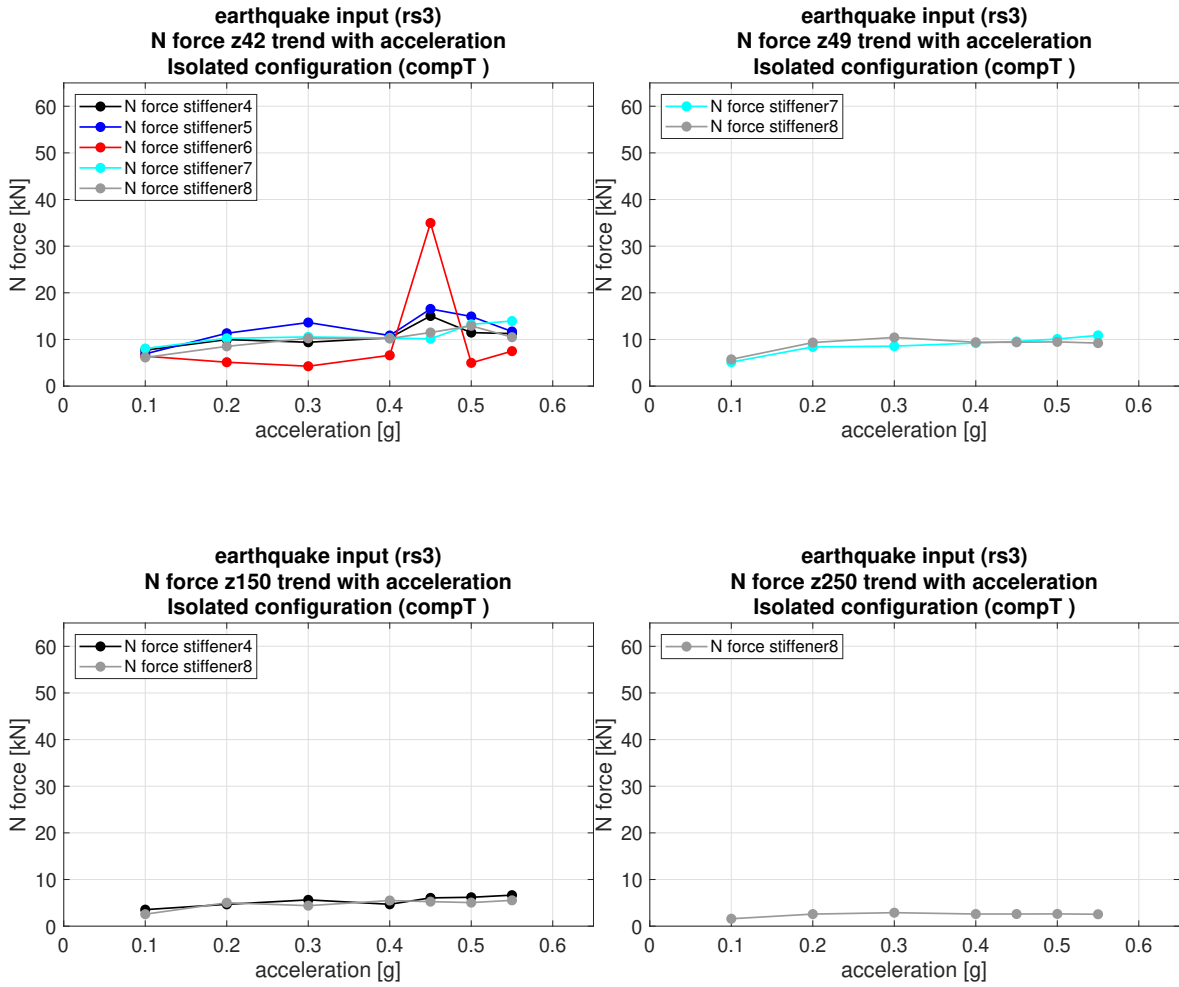 earthquake input (rs3)
N force z42 trend with acceleration
Isolated configuration (compT )
N force stiffener4
N force stiffener5
N force stiffener6
N force stiffener7
N force stiffener8
N force [kN]
60
50
40
30
20
10
0
0 0.1 0.2 0.3 0.4 0.5 0.6
acceleration [g]
earthquake input (rs3)
N force z49 trend with acceleration
Isolated configuration (compT )
N force stiffener7
N force stiffener8
N force [kN]
60
50
40
30
20
10
0
0 0.1 0.2 0.3 0.4 0.5 0.6
acceleration [g]
earthquake input (rs3)
N force z150 trend with acceleration
Isolated configuration (compT )
N force stiffener4
N force stiffener8
N force [kN]
60
50
40
30
20
10
0
0 0.1 0.2 0.3 0.4 0.5 0.6
acceleration [g]
earthquake input (rs3)
N force z250 trend with acceleration
Isolated configuration (compT )
N force stiffener8
N force [kN]
60
50
40
30
20
10
0
0 0.1 0.2 0.3 0.4 0.5 0.6
acceleration [g]